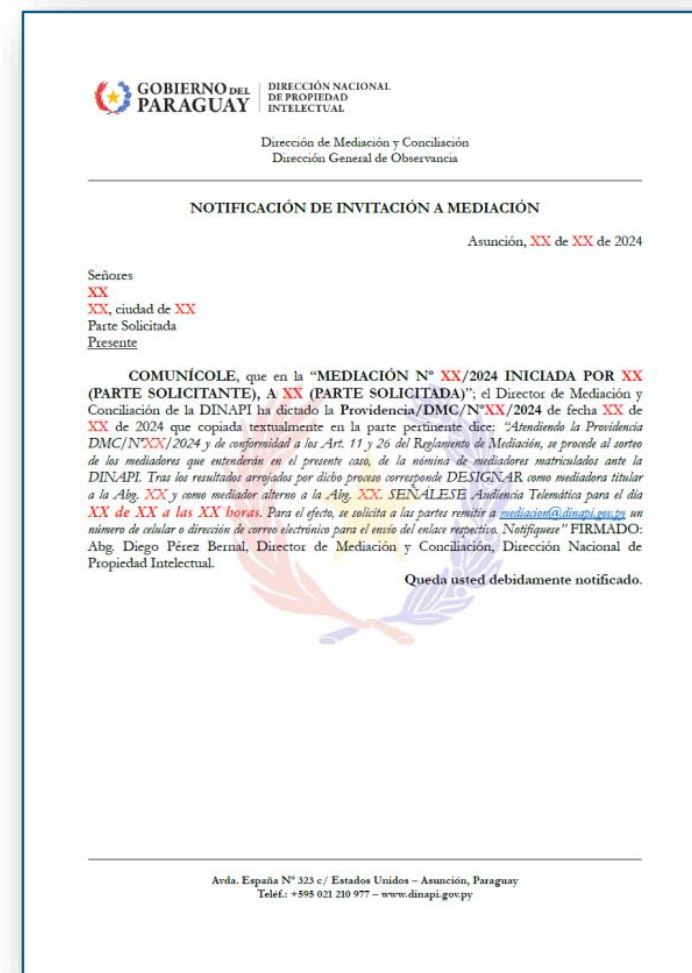 GOBIERNO DEL
PARAGUAY
DIRECCIÓN NACIONAL
DE PROPIEDAD
INTELECTUAL
Dirección de Mediación y Conciliación
Dirección General de Observancia
NOTIFICACIÓN DE INVITACIÓN A MEDIACIÓN
Asunción, XX de XX de 2024
Señores
XX
XX, ciudad de XX
Parte Solicitada
Presente
COMUNÍCOLE, que en la “MEDIACIÓN Nº XX/2024 INICIADA POR XX
(PARTE SOLICITANTE), A XX (PARTE SOLICITADA)”; el Director de Mediación y
Conciliación de la DINAPI ha dictado la Providencia/DMC/NºXX/2024 de fecha XX de
XX de 2024 que copiada textualmente en la parte pertinente dice: “Atendiendo la Providencia
DMC/NºXX/2024 y de conformidad a los Art. 11 y 26 del Reglamento de Mediación, se procede al sorteo
de los mediadores que entenderán en el presente caso, de la nómina de mediadores matriculados ante la
DINAPI. Tras los resultados arrojados por dicho proceso corresponde DESIGNAR como mediadora titular
a la Abg. XX y como mediador alterno a la Abg. XX. SEÑÁLESE Audiencia Telemática para el día
XX de XX a las XX horas. Para el efecto, se solicita a las partes remitir a mediacion@dinapi.gov.py un
número de celular o dirección de correo electrónico para el envío del enlace respectivo. Notifíquese” FIRMADO:
Abg. Diego Pérez Bernal, Director de Mediación y Conciliación, Dirección Nacional de
Propiedad Intelectual.
Queda usted debidamente notificado.
Avda. España Nº 323 c/ Estados Unidos – Asunción, Paraguay
Teléf.: +595 021 210 977 – www.dinapi.gov.py